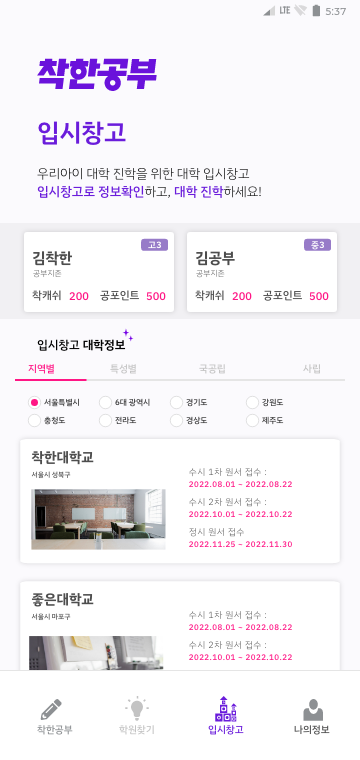 LTE 5:37
착한공부
입시창고
우리아이 대학 진학을 위한 대학 입시창고
입시창고로 정보확인하고, 대학 진학하세요!
고3 중3
김착한 김공부
공부지존 공부지존
착캐쉬 200 공포인트 500 착캐쉬 200 공포인트 500
입시창고 대학정보
지역별 특성별 국공립 사립
서울특별시 6대 광역시 경기도 강원도
충청도 전라도 경상도 제주도
착한대학교
서울시 성북구
수시 1차 원서 접수 :
2022.08.01 ~ 2022.08.22
수시 2차 원서 접수 :
2022.10.01 ~ 2022.10.22
정시 원서 접수
2022.11.25 ~ 2022.11.30
좋은대학교
서울시 마포구
수시 1차 원서 접수 :
2022.08.01 ~ 2022.08.22
수시 2차 원서 접수 :
2022.10.01 ~ 2022.10.22
착한공부 학원찾기 입시창고 나의정보